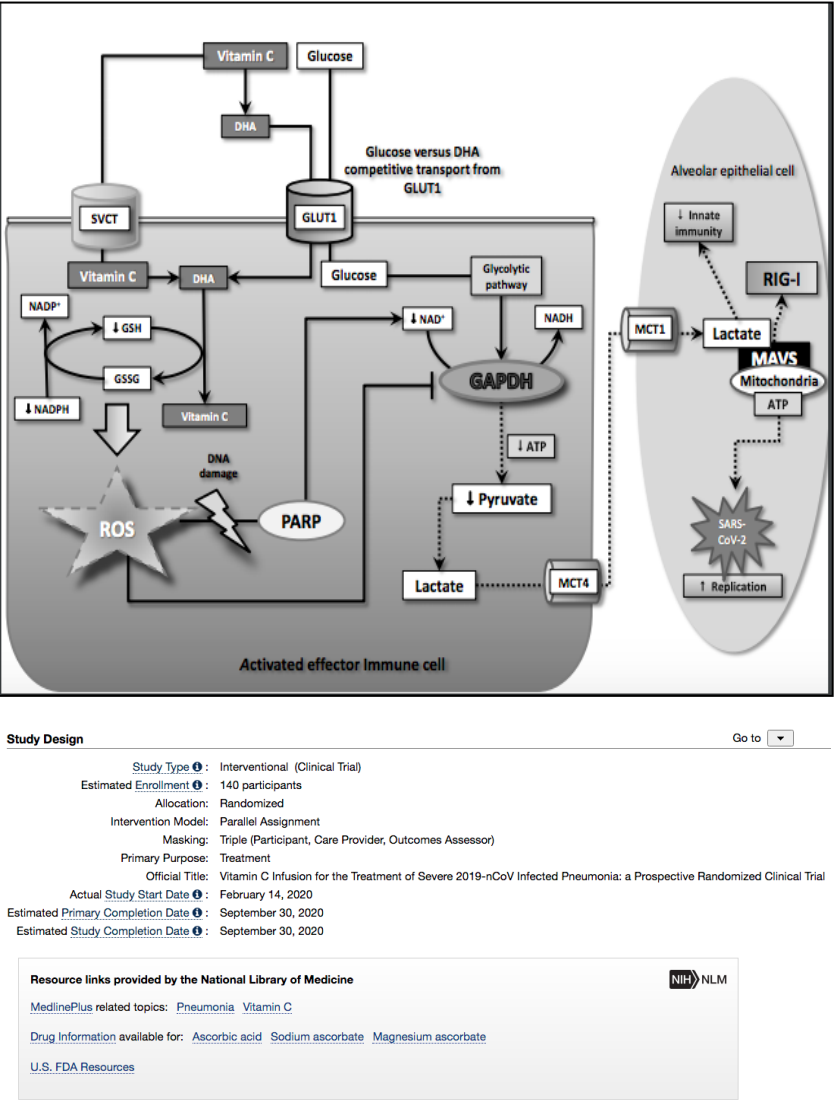 Vitamin C
Glucose
DHA
Glucose versus DHA
competitive transport from
GLUT1
Alveolar epithelial cell
SVCT
GLUT1
↓ Innate
immunity
Vitamin C
DHA
Glucose
Glycolytic
pathway
RIG-I
NADP+
↓ GSH
↓ NAD+
NADH
MCT1
Lactate
MAVS
GSSG
GAPDH
Mitochondria
↓ NADPH
Vitamin C
ATP
↓ ATP
DNA
damage
↓ Pyruvate
ROS
PARP
SARS-
CoV-2
Lactate
MCT4
↑ Replication
Activated effector Immune cell
Study Design
Go to
Study Type i : Interventional (Clinical Trial)
Estimated Enrollment i : 140 participants
Allocation: Randomized
Intervention Model: Parallel Assignment
Masking: Triple (Participant, Care Provider, Outcomes Assessor)
Primary Purpose: Treatment
Official Title: Vitamin C Infusion for the Treatment of Severe 2019-nCoV Infected Pneumonia: a Prospective Randomized Clinical Trial
Actual Study Start Date i : February 14, 2020
Estimated Primary Completion Date i : September 30, 2020
Estimated Study Completion Date i : September 30, 2020
Resource links provided by the National Library of Medicine
NIH NLM
MedlinePlus related topics: Pneumonia Vitamin C
Drug Information available for: Ascorbic acid Sodium ascorbate Magnesium ascorbate
U.S. FDA Resources